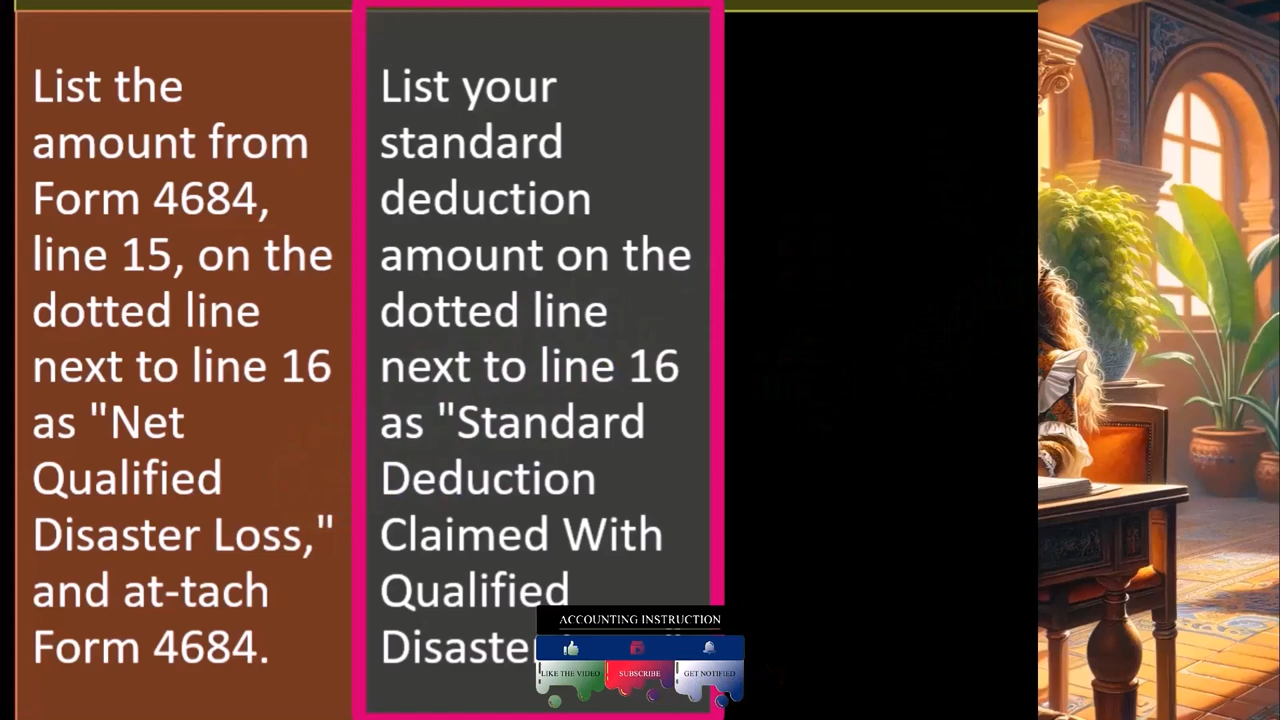 List the
amount from
Form 4684,
line 15, on the
dotted line
next to line 16
as "Net
Qualified
Disaster Loss,"
and at-tach
Form 4684.
List your
standard
deduction
amount on the
dotted line
next to line 16
as "Standard
Deduction
Claimed With
Qualified
ACCOUNTING INSTRUCTION
LIKE THE VIDEO
SUBSCRIBE
GET NOTIFIED